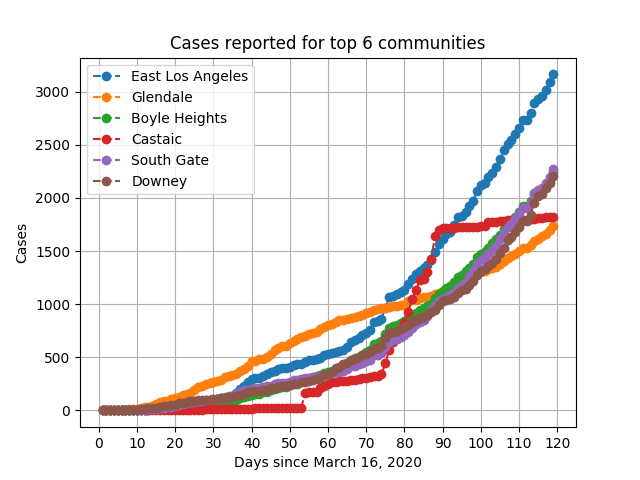 Cases reported for top 6 communities
East Los Angeles
Glendale
Boyle Heights
Castaic
South Gate
Downey
3000
2500
2000
1500
1000
500
0
Cases
0 10 20 30 40 50 60 70 80 90 100 110 120
Days since March 16, 2020